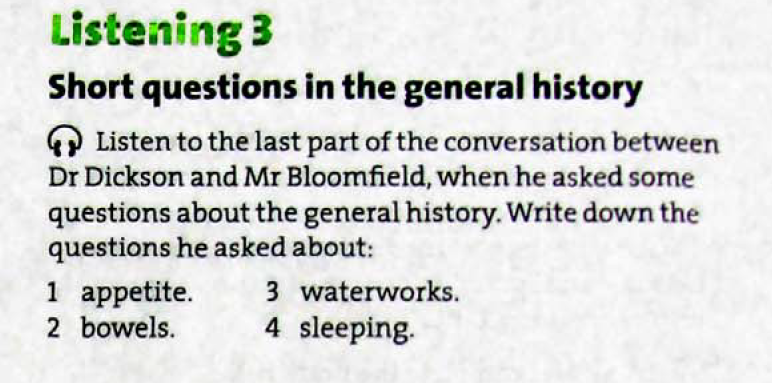 Listening 3
Short questions in the general history
Listen to the last part of the conversation between
Dr Dickson and Mr Bloomfield, when he asked some
questions about the general history. Write down the
questions he asked about:
1 appetite. 3 waterworks.
2 bowels. 4 sleeping.